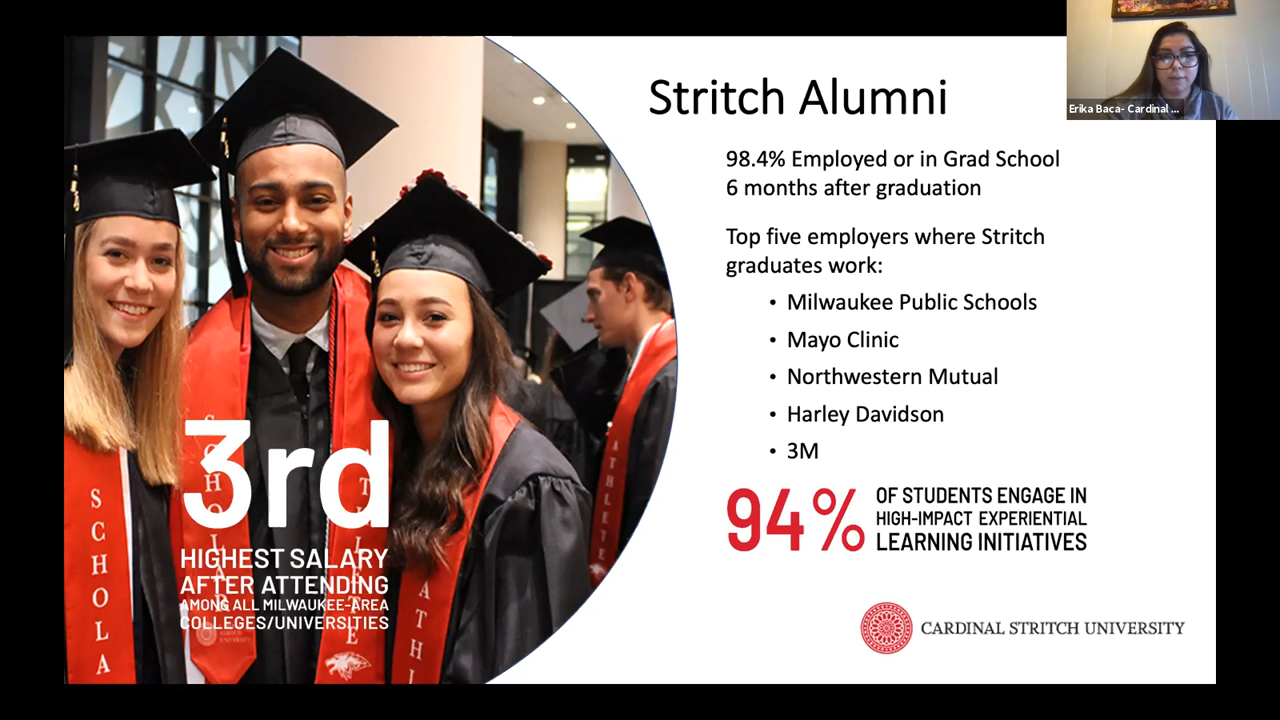 Stritch Alumni
Erika Baca- Cardinal ...
98.4% Employed or in Grad School
6 months after graduation
Top five employers where Stritch
graduates work:
• Milwaukee Public Schools
• Mayo Clinic
• Northwestern Mutual
• Harley Davidson
• 3M
94%
OF STUDENTS ENGAGE IN
HIGH-IMPACT EXPERIENTIAL
LEARNING INITIATIVES
CARDINAL STRITCH UNIVERSITY
3rd
HIGHEST SALARY
AFTER ATTENDING
AMONG ALL MILWAUKEE-AREA
COLLEGES/UNIVERSITIES
SCHOLA
SCHOLAR
ATHLETE
ATHL
ATHLETE